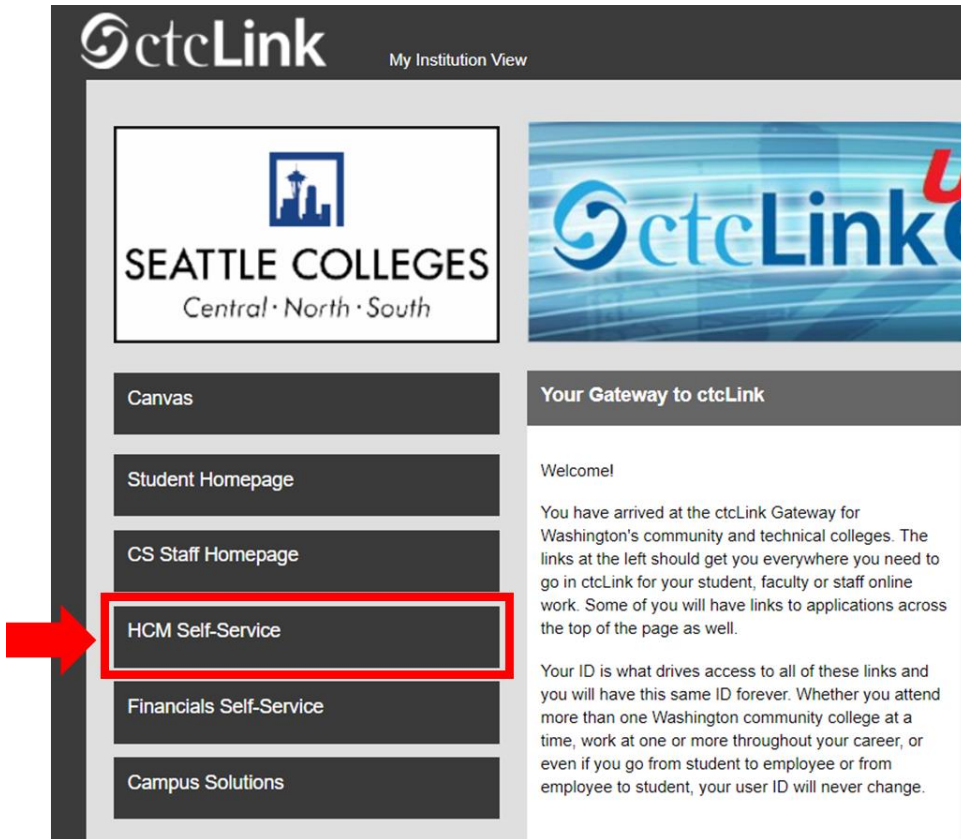 ctcLink
My Institution View
SEATTLE COLLEGES
Central · North · South
ctcLink
Canvas
Student Homepage
CS Staff Homepage
HCM Self-Service
Financials Self-Service
Campus Solutions
Your Gateway to ctcLink
Welcome!
You have arrived at the ctcLink Gateway for
Washington's community and technical colleges. The
links at the left should get you everywhere you need to
go in ctcLink for your student, faculty or staff online
work. Some of you will have links to applications across
the top of the page as well.
Your ID is what drives access to all of these links and
you will have this same ID forever. Whether you attend
more than one Washington community college at a
time, work at one or more throughout your career, or
even if you go from student to employee or from
employee to student, your user ID will never change.